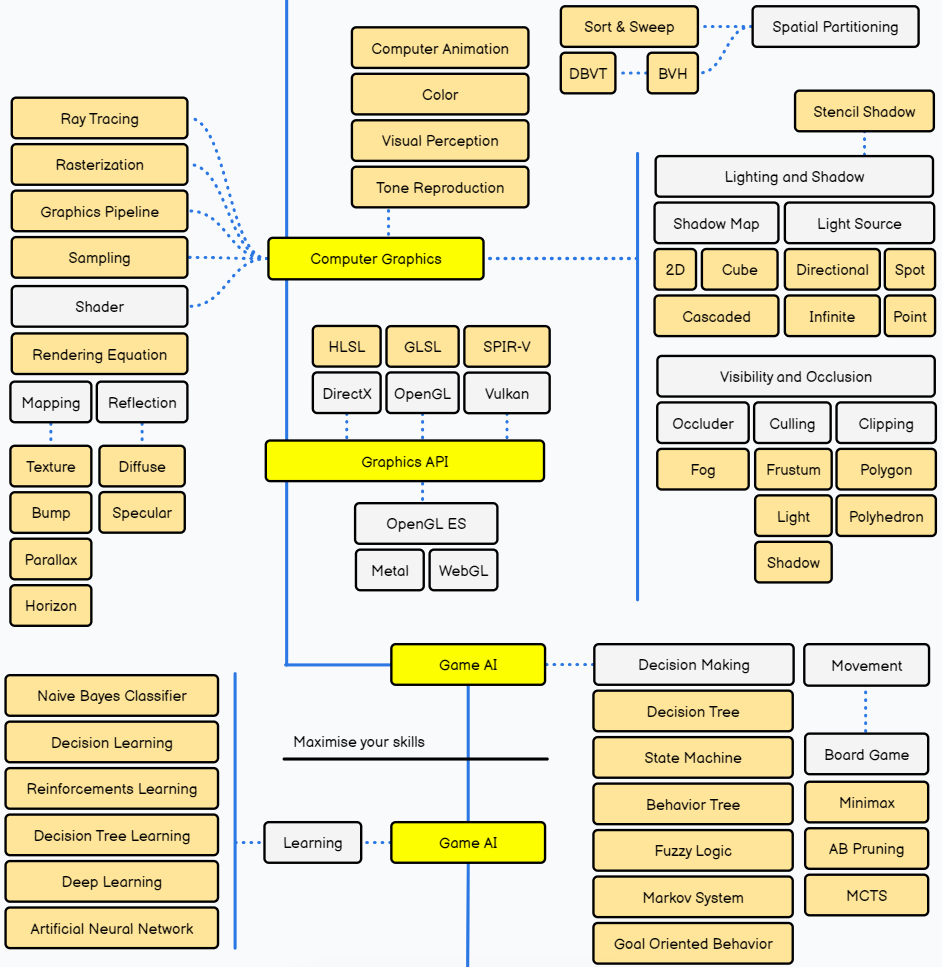 Sort & Sweep
Spatial Partitioning
DBVT
BVH
Computer Animation
Color
Visual Perception
Tone Reproduction
Ray Tracing
Rasterization
Graphics Pipeline
Sampling
Shader
Rendering Equation
Mapping
Reflection
Texture
Diffuse
Bump
Specular
Parallax
Horizon
Computer Graphics
Stencil Shadow
Lighting and Shadow
Shadow Map
Light Source
2D
Cube
Directional
Spot
Cascaded
Infinite
Point
HLSL
GLSL
SPIR-V
DirectX
OpenGL
Vulkan
Graphics API
OpenGL ES
Metal
WebGL
Visibility and Occlusion
Occluder
Culling
Clipping
Fog
Frustum
Polygon
Light
Polyhedron
Shadow
Game AI
Decision Making
Movement
Decision Tree
State Machine
Behavior Tree
Fuzzy Logic
Markov System
Goal Oriented Behavior
Board Game
Minimax
AB Pruning
MCTS
Maximise your skills
Game AI
Learning
Naive Bayes Classifier
Decision Learning
Reinforcements Learning
Decision Tree Learning
Deep Learning
Artificial Neural Network